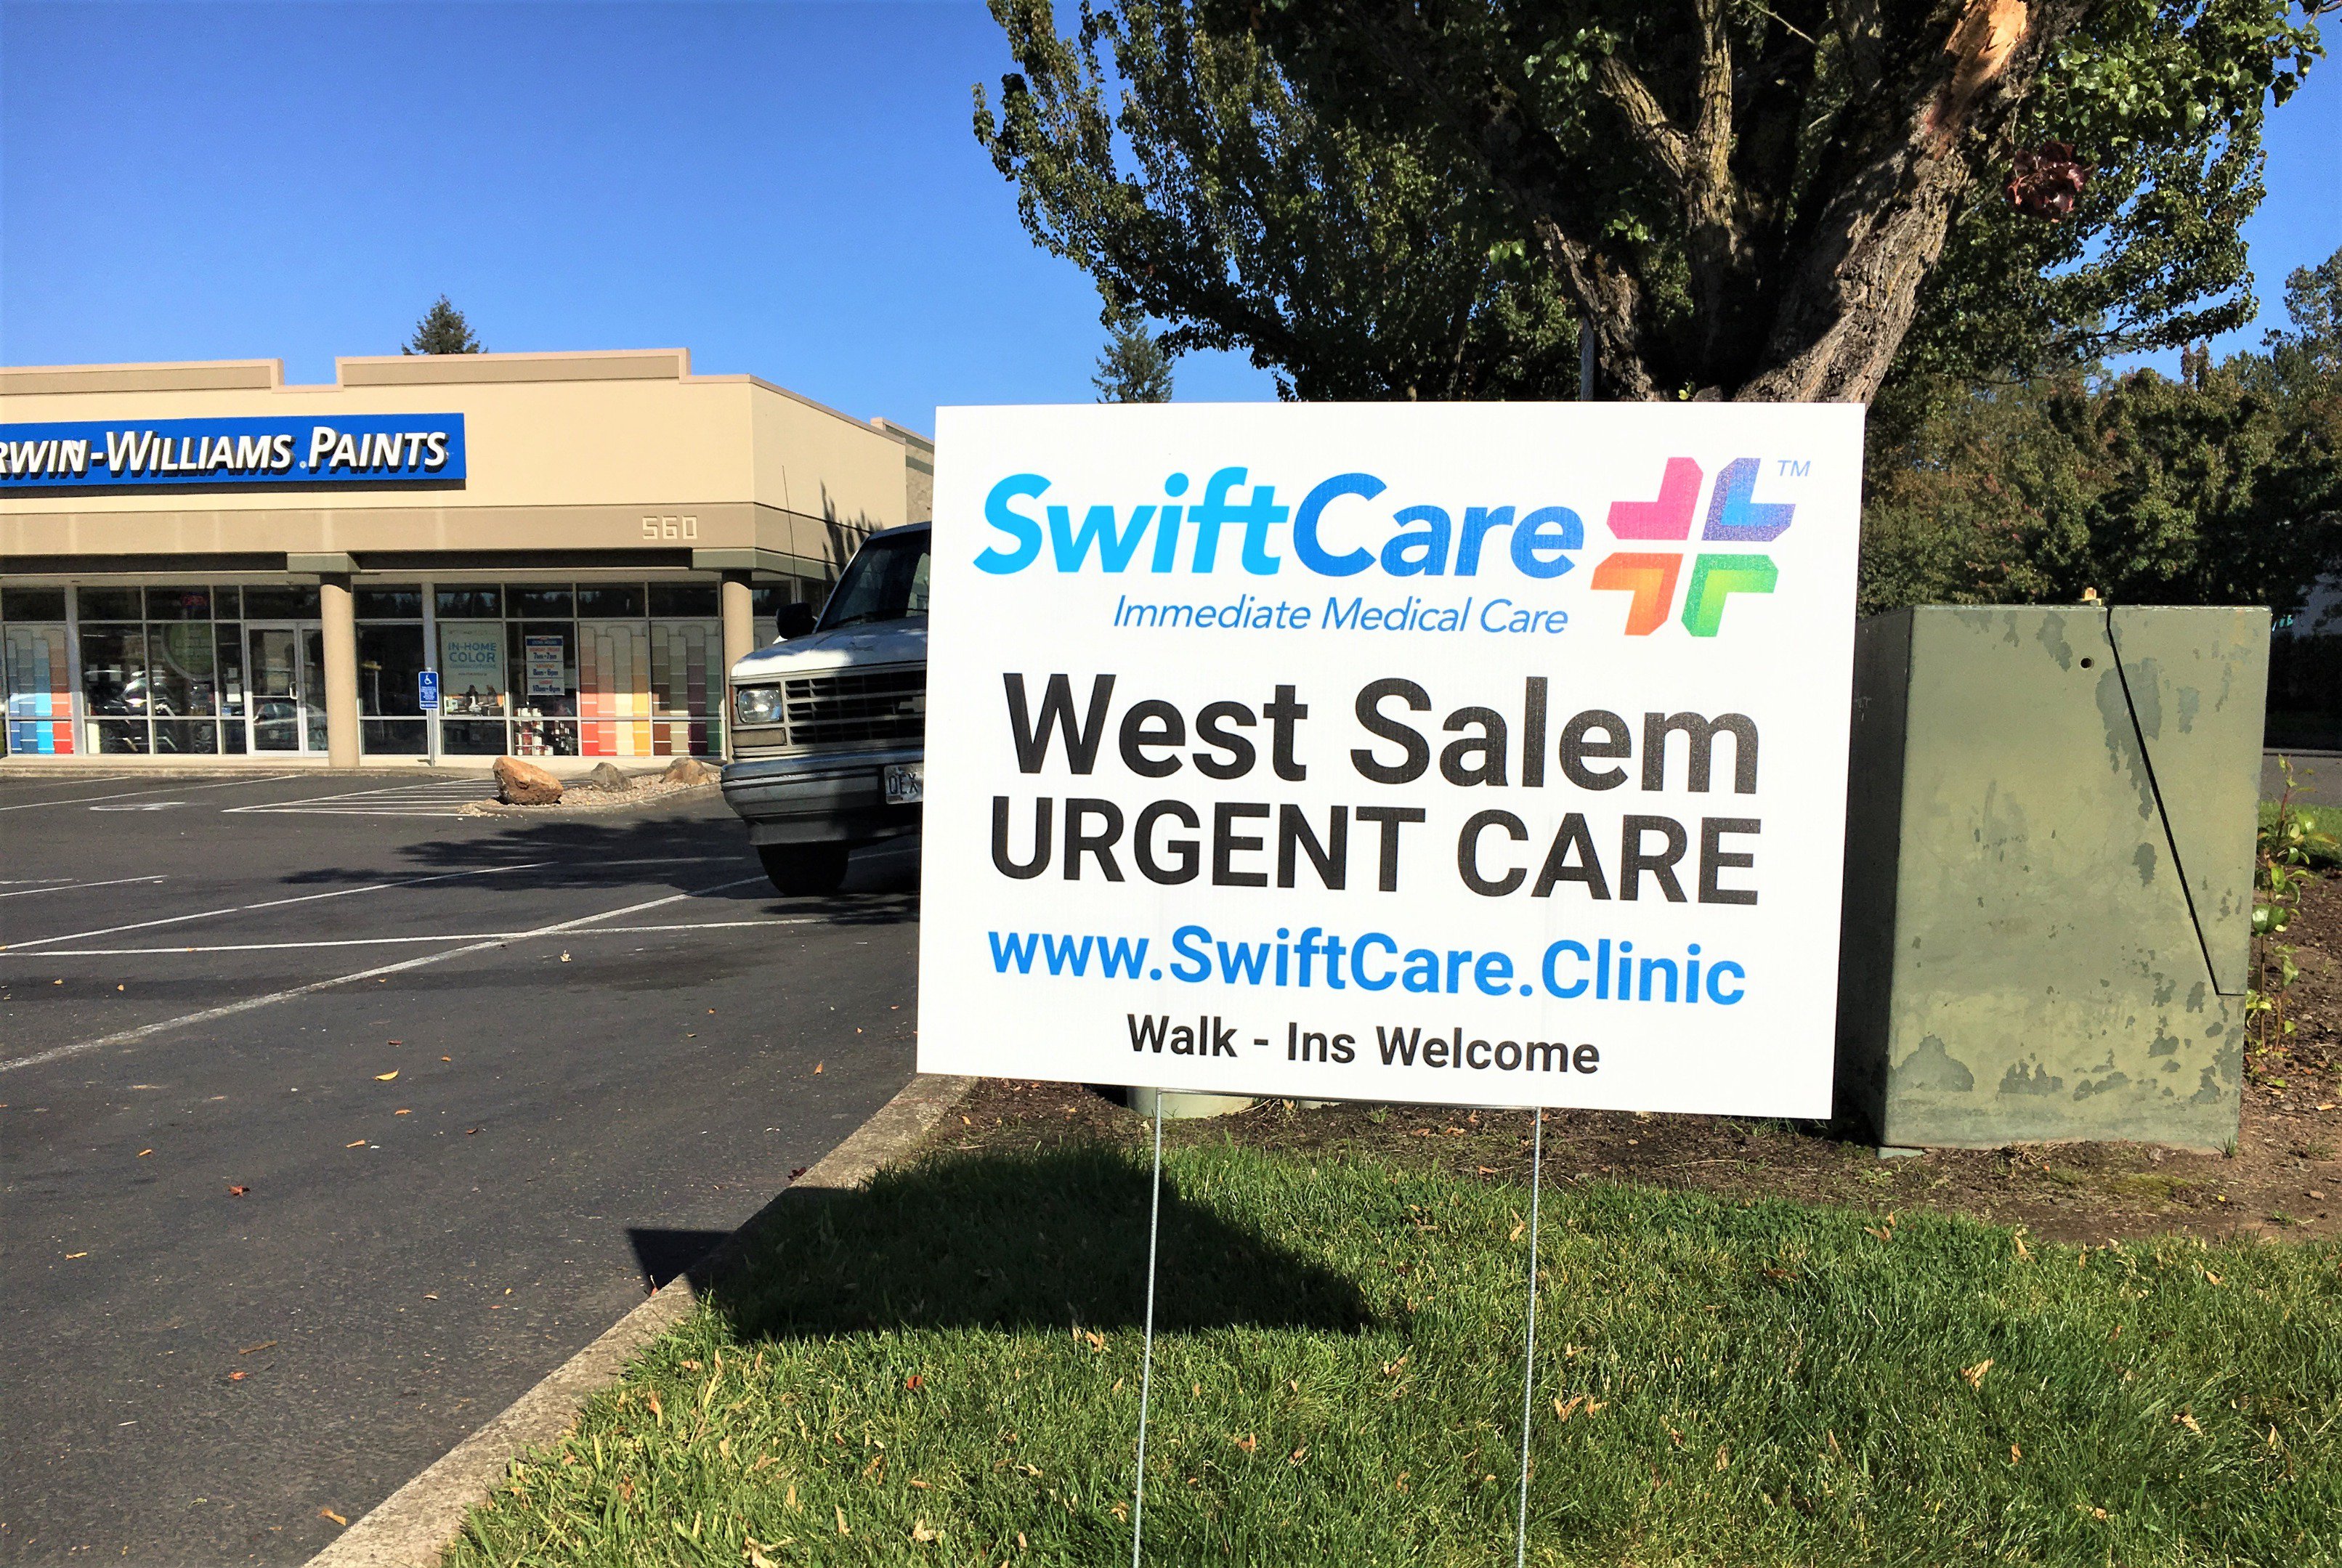 RWIN-WILLIAMS PAINTS
560
IN-HOME
COLOR
SwiftCare TM
Immediate Medical Care
West Salem
URGENT CARE
www.SwiftCare.Clinic
Walk - Ins Welcome